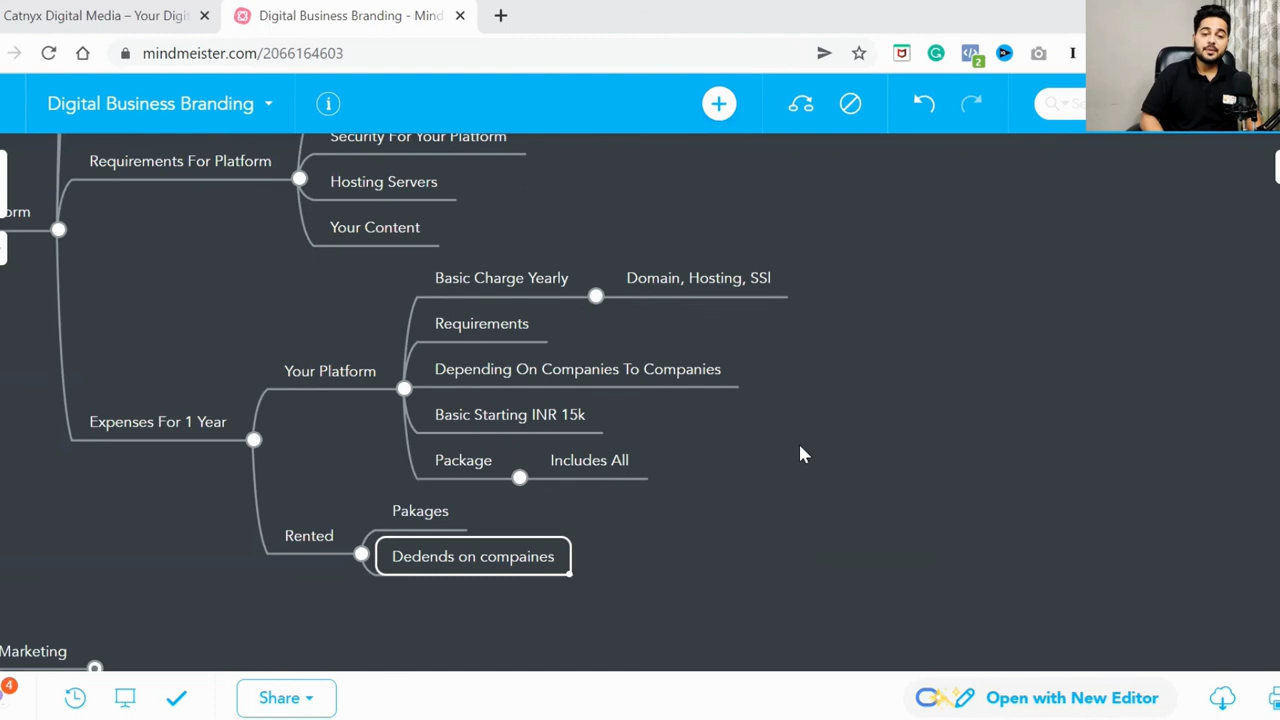 Catnyx Digital Media – Your Digit
Digital Business Branding - Mind
mindmeister.com/2066164603
Digital Business Branding
Security For Your Platform
Requirements For Platform
Hosting Servers
orm
Your Content
Basic Charge Yearly
Domain, Hosting, SSl
Requirements
Your Platform
Depending On Companies To Companies
Basic Starting INR 15k
Expenses For 1 Year
Package
Includes All
Pakages
Rented
Dedends on compaines
Marketing
4
Share
Open with New Editor